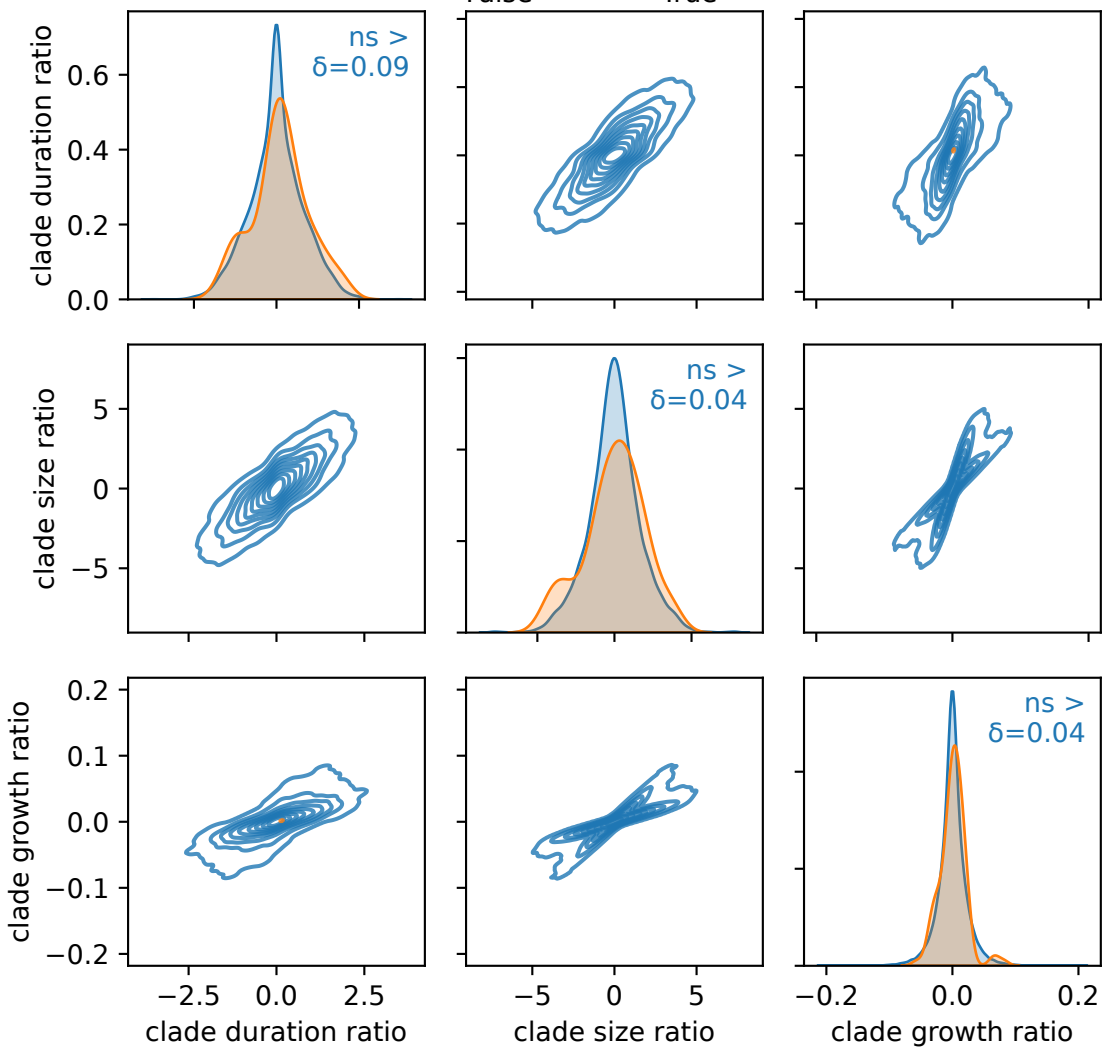 clade duration ratio
0.6
0.4
0.2
0.0
ns >
δ=0.09
clade size ratio
5
0
−5
ns >
δ=0.04
clade growth ratio
0.2
0.1
0.0
−0.1
−0.2
ns >
δ=0.04
−2.5 0.0 2.5
clade duration ratio
−5 0 5
clade size ratio
−0.2 0.0 0.2
clade growth ratio